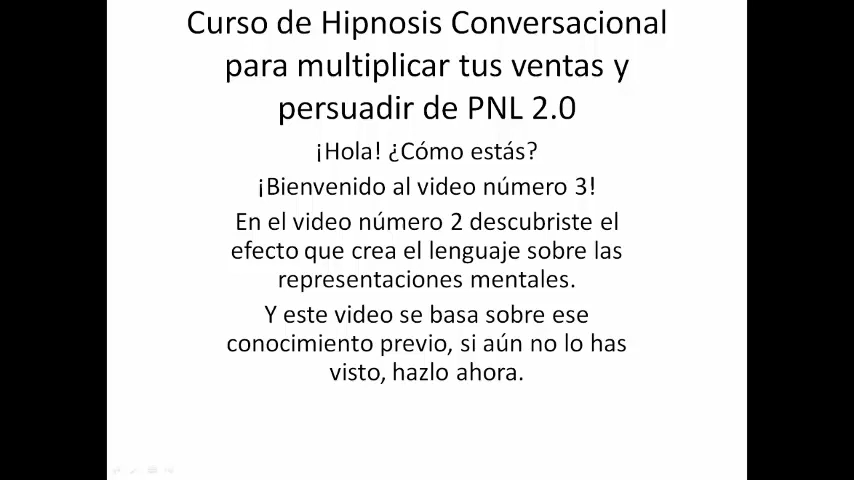 Curso de Hipnosis Conversacional
para multiplicar tus ventas y
persuadir de PNL 2.0
¡Hola! ¿Cómo estás?
¡Bienvenido al video número 3!
En el video número 2 descubriste el
efecto que crea el lenguaje sobre las
representaciones mentales.
Y este video se basa sobre ese
conocimiento previo, si aún no lo has
visto, hazlo ahora.